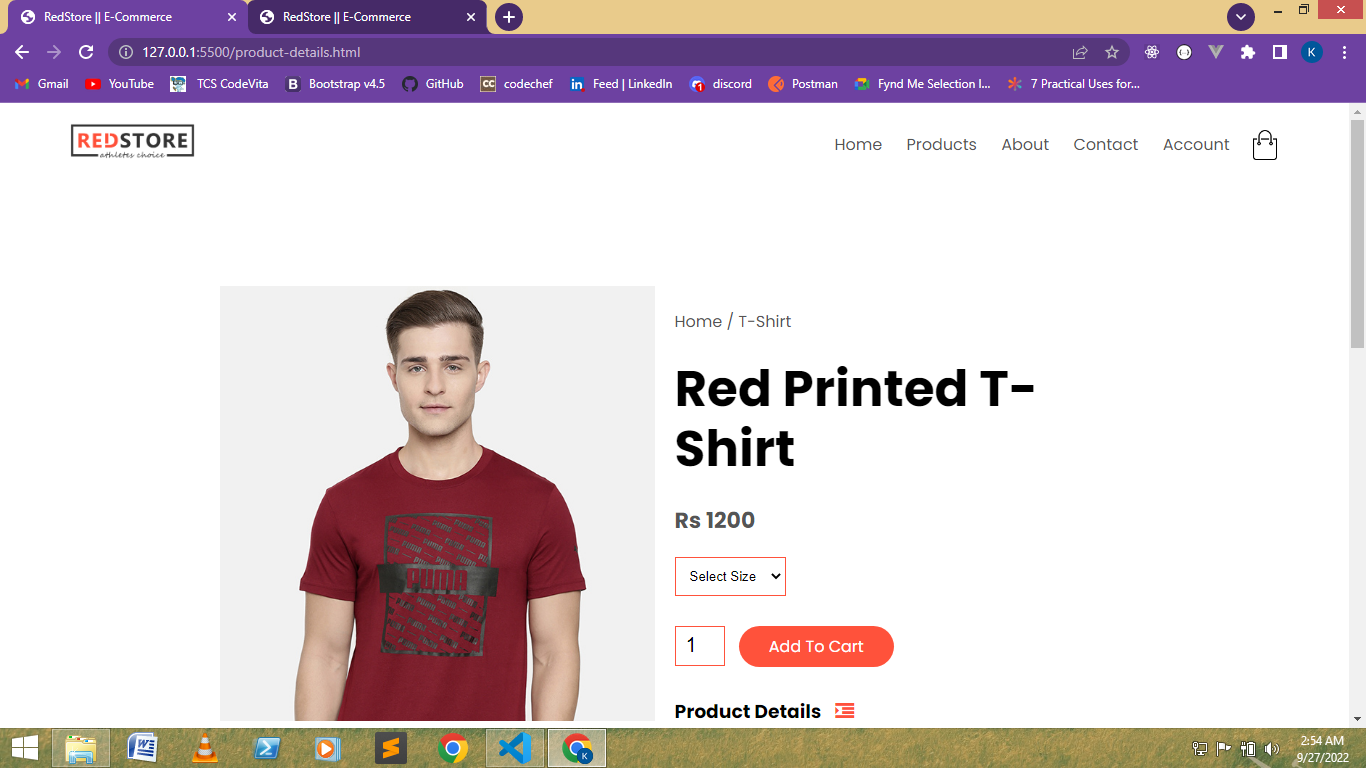 RedStore || E-Commerce
RedStore || E-Commerce
127.0.0.1:5500/product-details.html
K
Gmail
YouTube
TCS CodeVita
B
Bootstrap v4.5
GitHub
CC
codechef
in
Feed | LinkedIn
discord
Postman
Fynd Me Selection I...
7 Practical Uses for...
REDSTORE
athletes choice
Home
Products
About
Contact
Account
Home / T-Shirt
Red Printed T-
Shirt
Rs 1200
Select Size
1
Add To Cart
Product Details
PUMA
2:54 AM
9/27/2022